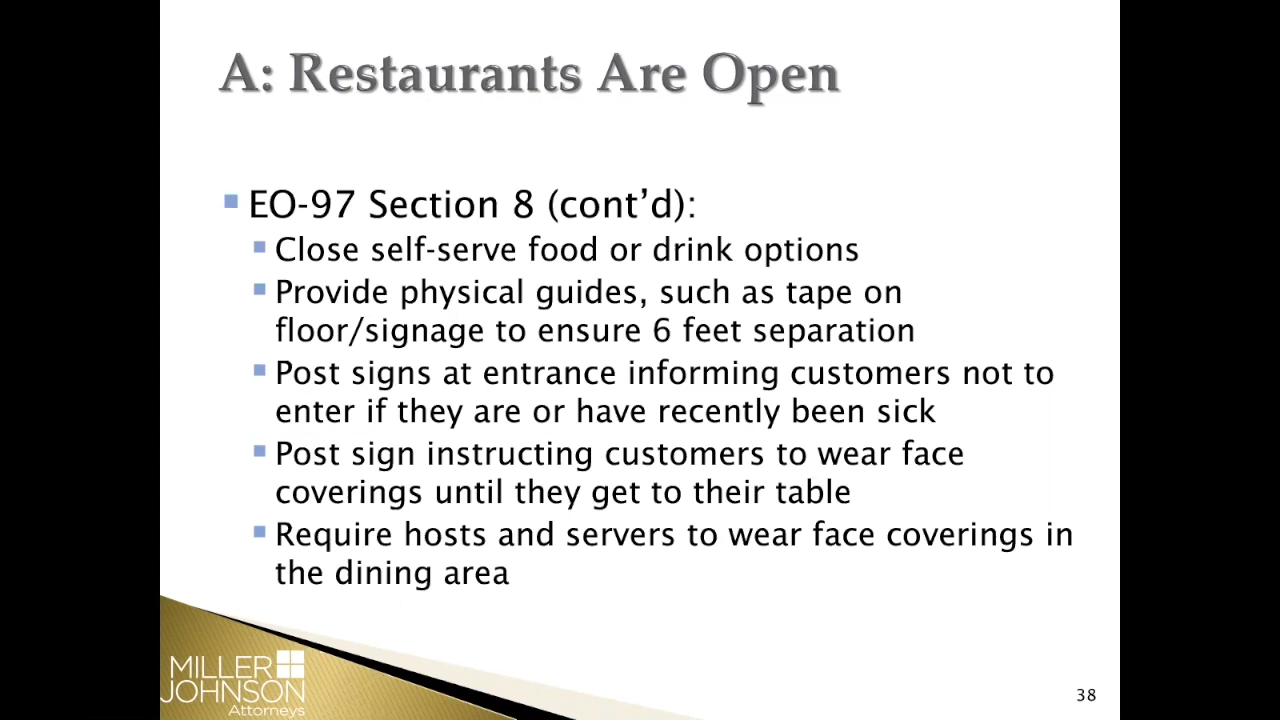 A: Restaurants Are Open
EO-97 Section 8 (cont’d):
Close self-serve food or drink options
Provide physical guides, such as tape on
floor/signage to ensure 6 feet separation
Post signs at entrance informing customers not to
enter if they are or have recently been sick
Post sign instructing customers to wear face
coverings until they get to their table
Require hosts and servers to wear face coverings in
the dining area
MILLER
JOHNSON
Attorneys
38